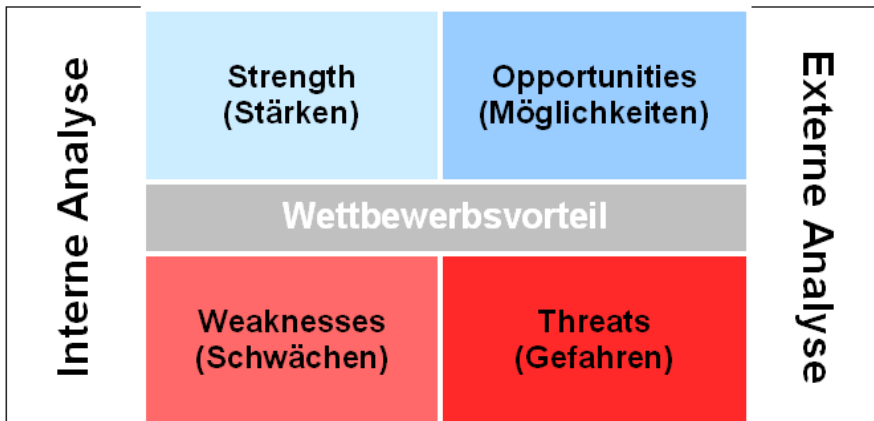 Interne Analyse
Strength
(Stärken)
Opportunities
(Möglichkeiten)
Wettbewerbsvorteil
Weaknesses
(Schwächen)
Threats
(Gefahren)
Externe Analyse